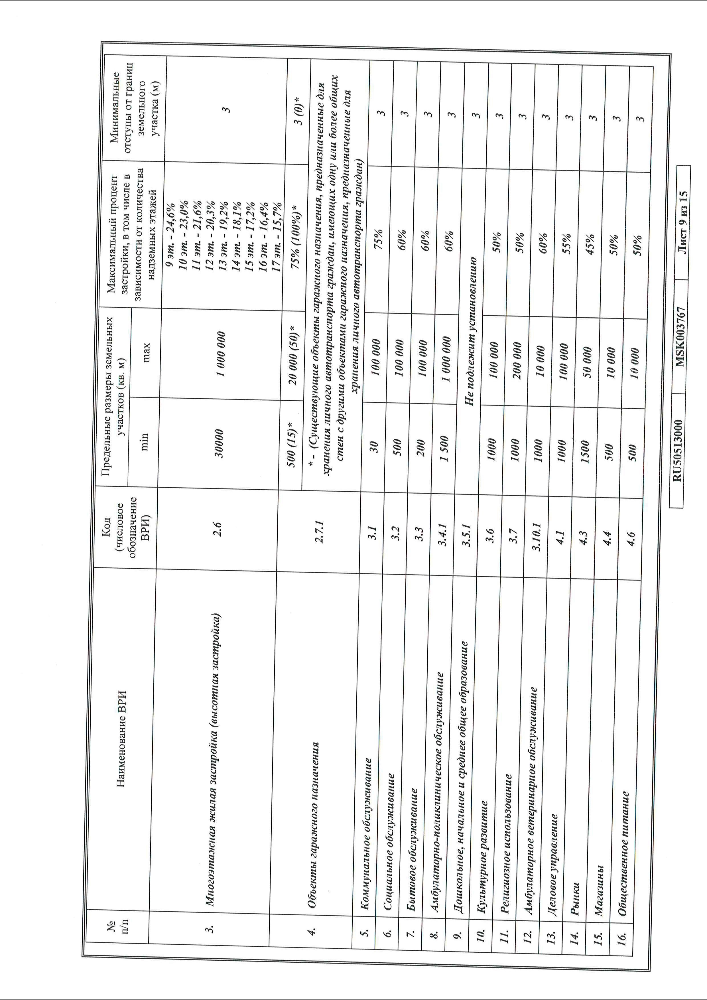 №
п/п
Наименование ВРИ
Код
(числовое
обозначение
ВРИ)
Предельные размеры земельных
участков (кв. м)
min
max
Максимальный процент
застройки, в том числе в
зависимости от количества
надземных этажей
Минимальные
отступы от границ
земельного
участка (м)
3. Многоэтажная жилая застройка (высотная застройка) 2.6 30000 1 000 000
9 эт. - 24,6%
10 эт. - 23,0%
11 эт. - 21,6%
12 эт. - 20,3%
13 эт. - 19,2%
14 эт. - 18,1%
15 эт. - 17,2%
16 эт. - 16,4%
17 эт. - 15,7%
3
4. Объекты гаражного назначения 2.7.1 500 (15)* 20 000 (50)* 75% (100%)* 3 (0)*
* - (Существующие объекты гаражного назначения, предназначенные для
хранения личного автотранспорта граждан, имеющих одну или более общих
стен с другими объектами гаражного назначения, предназначенные для
хранения личного автотранспорта граждан)
5. Коммунальное обслуживание 3.1 30 100 000 75% 3
6. Социальное обслуживание 3.2 500 100 000 60% 3
7. Бытовое обслуживание 3.3 200 100 000 60% 3
8. Амбулаторно-поликлиническое обслуживание 3.4.1 1 500 1 000 000 60% 3
9. Дошкольное, начальное и среднее общее образование 3.5.1 Не подлежит установлению 3
10. Культурное развитие 3.6 1000 100 000 50% 3
11. Религиозное использование 3.7 1000 200 000 50% 3
12. Амбулаторное ветеринарное обслуживание 3.10.1 1000 10 000 60% 3
13. Деловое управление 4.1 1000 100 000 55% 3
14. Рынки 4.3 1500 50 000 45% 3
15. Магазины 4.4 500 10 000 50% 3
16. Общественное питание 4.6 500 10 000 50% 3
RU50513000 MSK003767 Лист 9 из 15